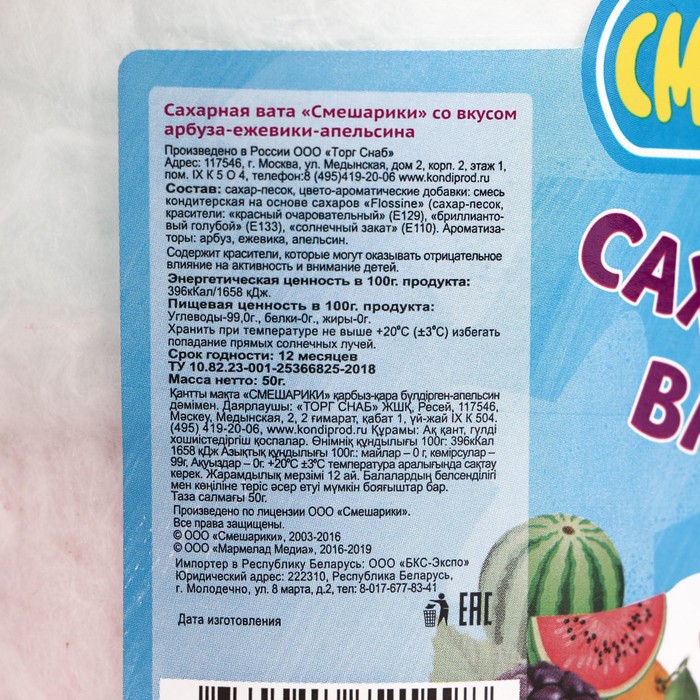 СМ
САХ
В
Сахарная вата «Смешарики» со вкусом
арбуза-ежевики-апельсина
Произведено в России ООО «Торг Снаб»
Адрес: 117546, г. Москва, ул. Медынская, дом 2, корп. 2, этаж 1,
пом. IX К 5 О 4, телефон:8 (495)419-20-06 www.kondiprod.ru
Состав: сахар-песок, цвето-ароматические добавки: смесь
кондитерская на основе сахаров «Flossine» (сахар-песок,
красители: «красный очаровательный» (Е129), «бриллианто-
вый голубой» (Е133), «солнечный закат» (Е110). Ароматиза-
торы: арбуз, ежевика, апельсин.
Содержит красители, которые могут оказывать отрицательное
влияние на активность и внимание детей.
Энергетическая ценность в 100г. продукта:
396кКал/1658 кДж.
Пищевая ценность в 100г. продукта:
Углеводы-99,0г., белки-0г., жиры-0г.
Хранить при температуре не выше +20°С (±3°С) избегать
попадание прямых солнечных лучей.
Срок годности: 12 месяцев
ТУ 10.82.23-001-25366825-2018
Масса нетто: 50г.
Қантты мақта «СМЕШАРИКИ» қарбыз-қара бүлдірген-апельсин
дәмімен. Даярлаушы: «ТОРГ СНАБ» ЖШҚ, Ресей, 117546,
Мәскеу, Медынская, 2, 2 ғимарат, қабат 1, үй-жай IX К 504,
(495) 419-20-06, www.kondiprod.ru Құрамы: Ақ қант, гүлді
хошиістедіргіш қоспалар. Өнімнің құндылығы 100г: 396кКал
1658 кДж Азықтық құндылығы 100г.: майлар – 0 г, көмірсулар –
99г, Ақуыздар – 0г. +20°С ±3°С температура аралығында сақтау
керек. Жарамдылық мерзімі 12 ай. Балалардың белсенділігі
мен көңіліне теріс әсер етуі мүмкін бояғыштар бар.
Таза салмағы 50г.
Произведено по лицензии ООО «Смешарики».
Все права защищены.
© ООО «Смешарики», 2003-2016
© ООО «Мармелад Медиа», 2016-2019
Импортер в Республику Беларусь: ООО «БКС-Экспо»
Юридический адрес: 222310, Республика Беларусь,
г. Молодечно, ул. 8 марта, д.2, тел: 8-017-677-83-41
ЕАС
Дата изготовления